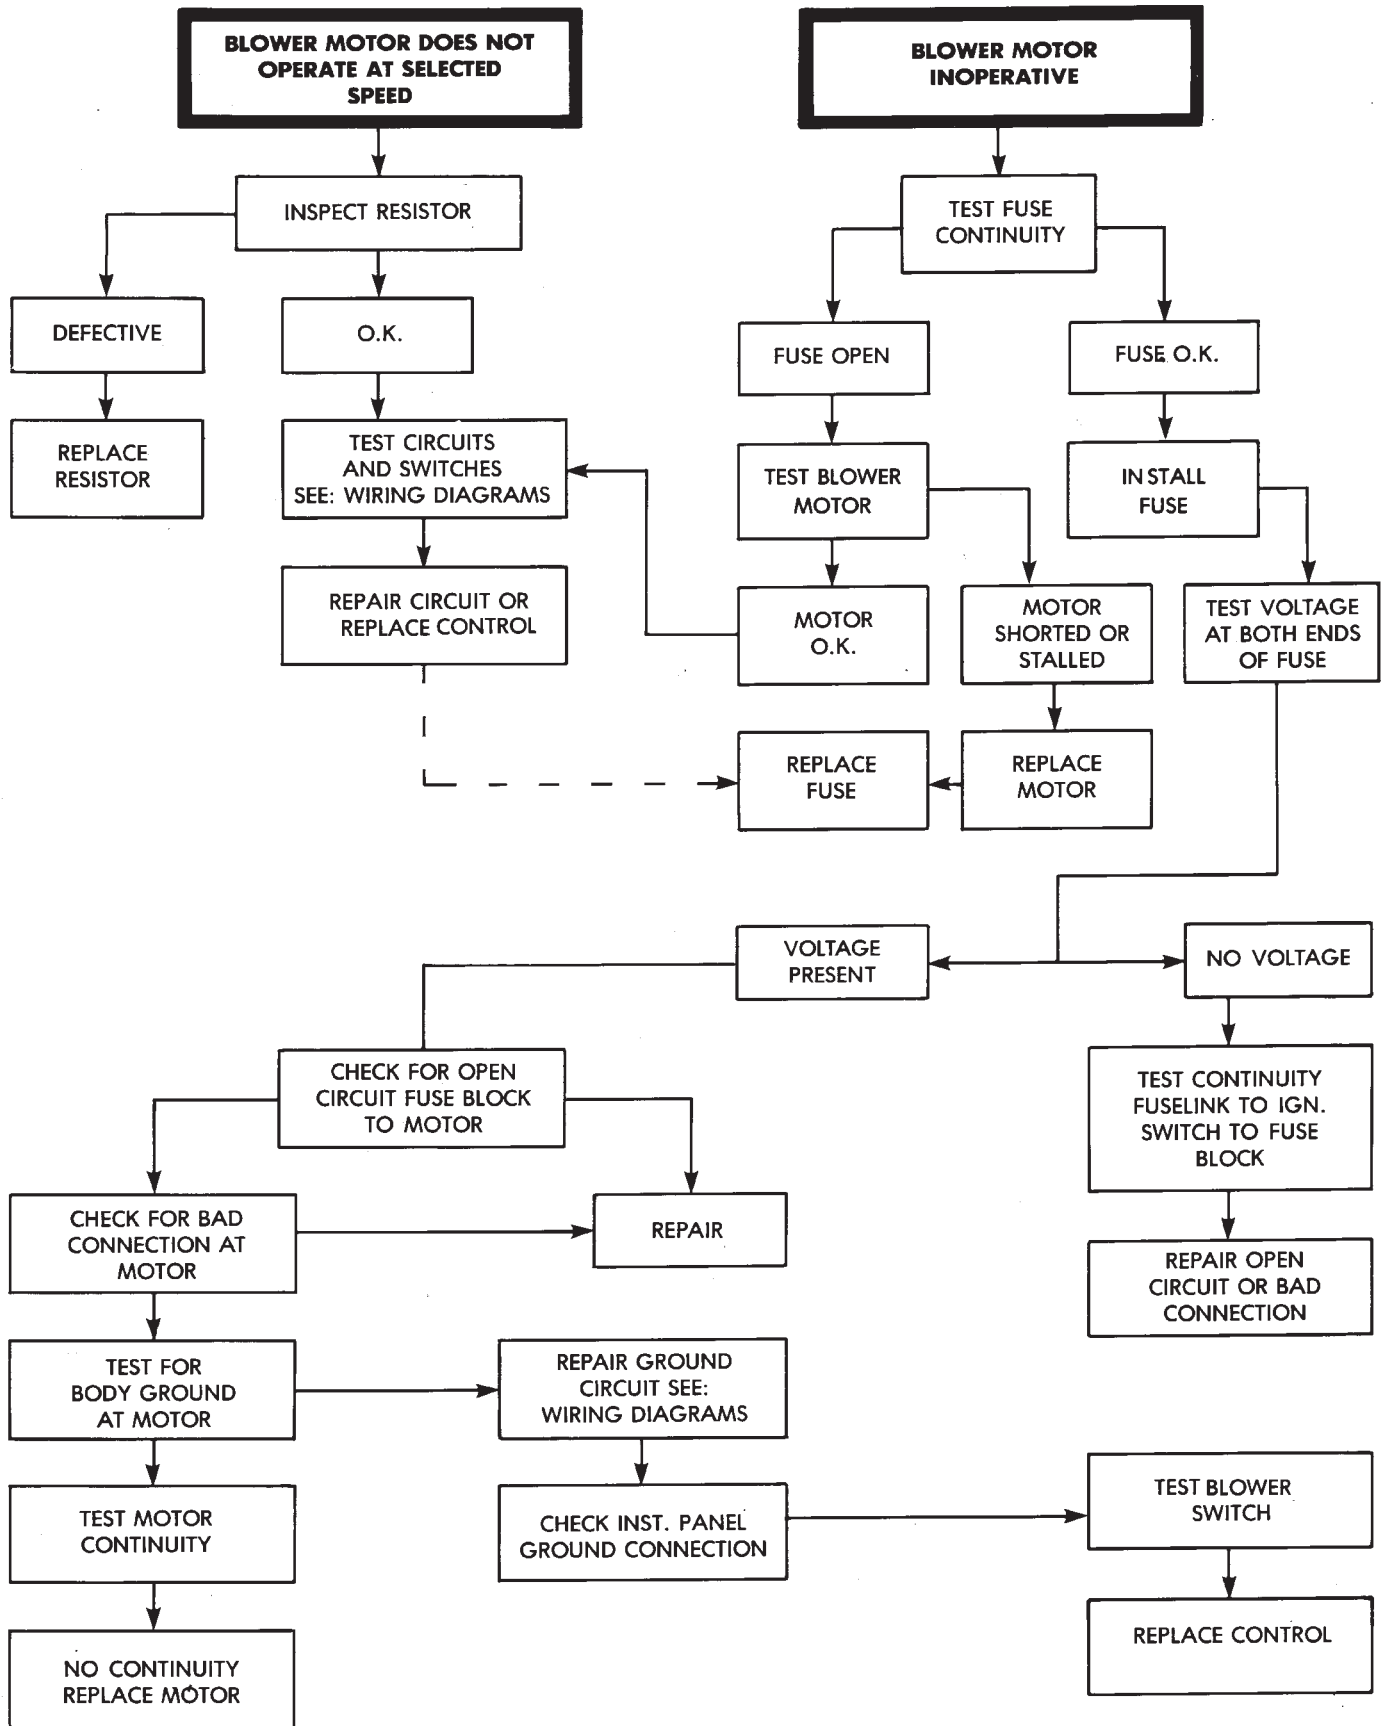 BLOWER MOTOR DOES NOT
OPERATE AT SELECTED
SPEED
BLOWER MOTOR
INOPERATIVE
INSPECT RESISTOR
TEST FUSE
CONTINUITY
DEFECTIVE
O.K.
FUSE OPEN
FUSE O.K.
REPLACE
RESISTOR
TEST CIRCUITS
AND SWITCHES
SEE: WIRING DIAGRAMS
TEST BLOWER
MOTOR
INSTALL
FUSE
REPAIR CIRCUIT OR
REPLACE CONTROL
MOTOR
O.K.
MOTOR
SHORTED OR
STALLED
TEST VOLTAGE
AT BOTH ENDS
OF FUSE
REPLACE
FUSE
REPLACE
MOTOR
VOLTAGE
PRESENT
NO VOLTAGE
CHECK FOR OPEN
CIRCUIT FUSE BLOCK
TO MOTOR
TEST CONTINUITY
FUSELINK TO IGN.
SWITCH TO FUSE
BLOCK
CHECK FOR BAD
CONNECTION AT
MOTOR
REPAIR
REPAIR OPEN
CIRCUIT OR BAD
CONNECTION
TEST FOR
BODY GROUND
AT MOTOR
REPAIR GROUND
CIRCUIT SEE:
WIRING DIAGRAMS
TEST MOTOR
CONTINUITY
CHECK INST. PANEL
GROUND CONNECTION
TEST BLOWER
SWITCH
NO CONTINUITY
REPLACE MOTOR
REPLACE CONTROL